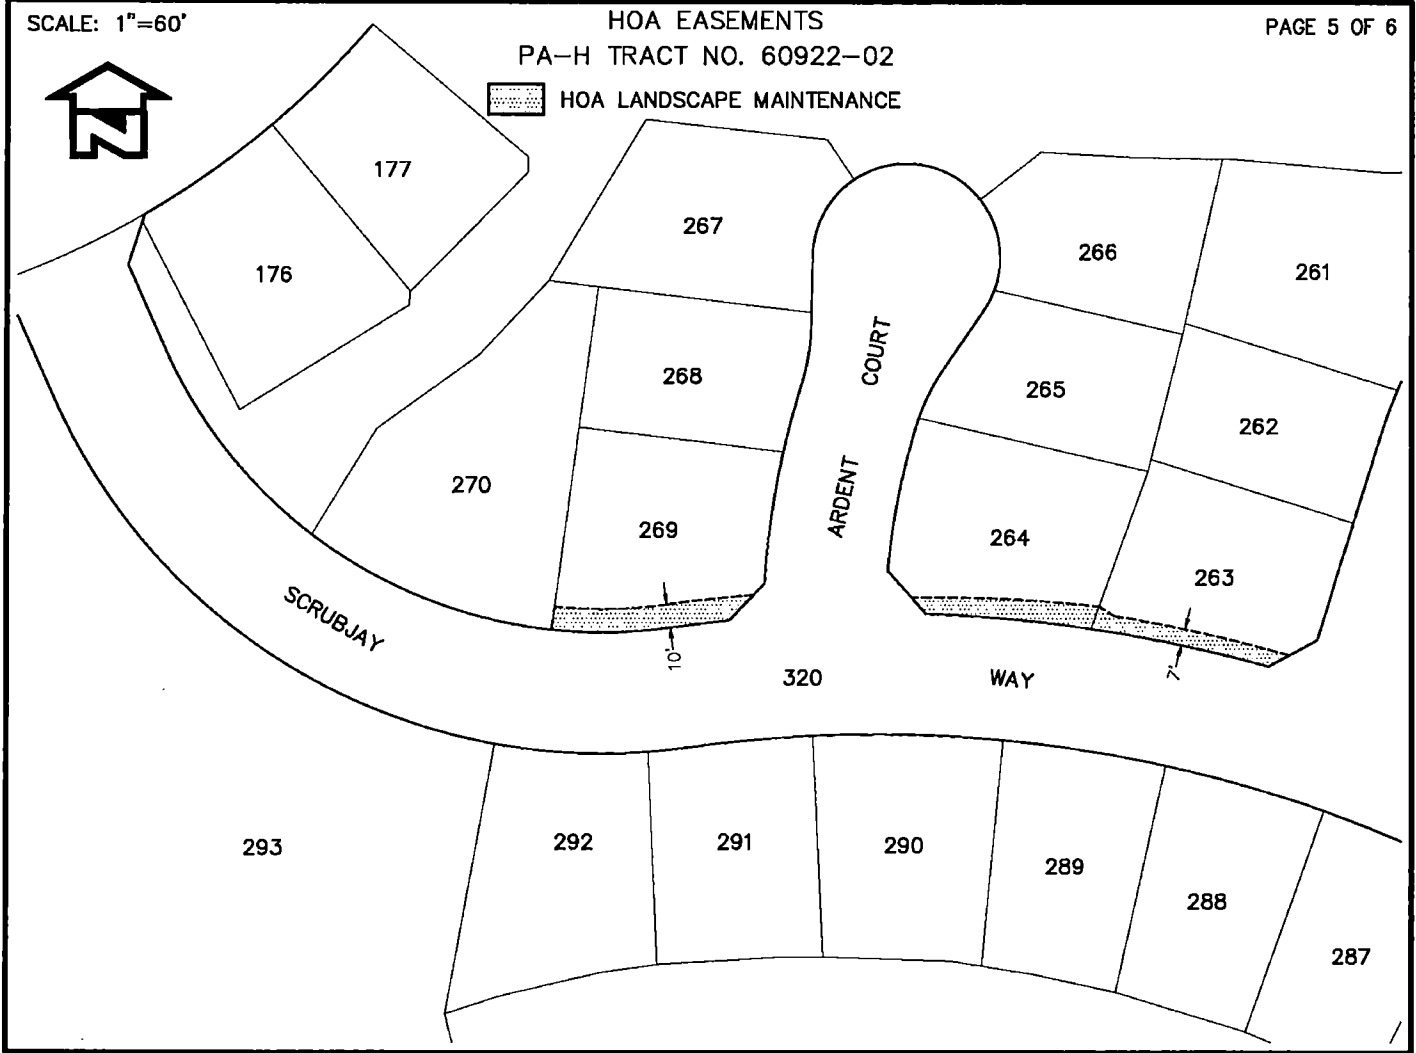 SCALE: 1"=60'
HOA EASEMENTS
PAGE 5 OF 6
PA-H TRACT NO. 60922-02
HOA LANDSCAPE MAINTENANCE
N
177
176
267
266
261
268
265
262
270
269
264
263
ARDENT COURT
SCRUBJAY
WAY
320
10'
7'
293
292
291
290
289
288
287